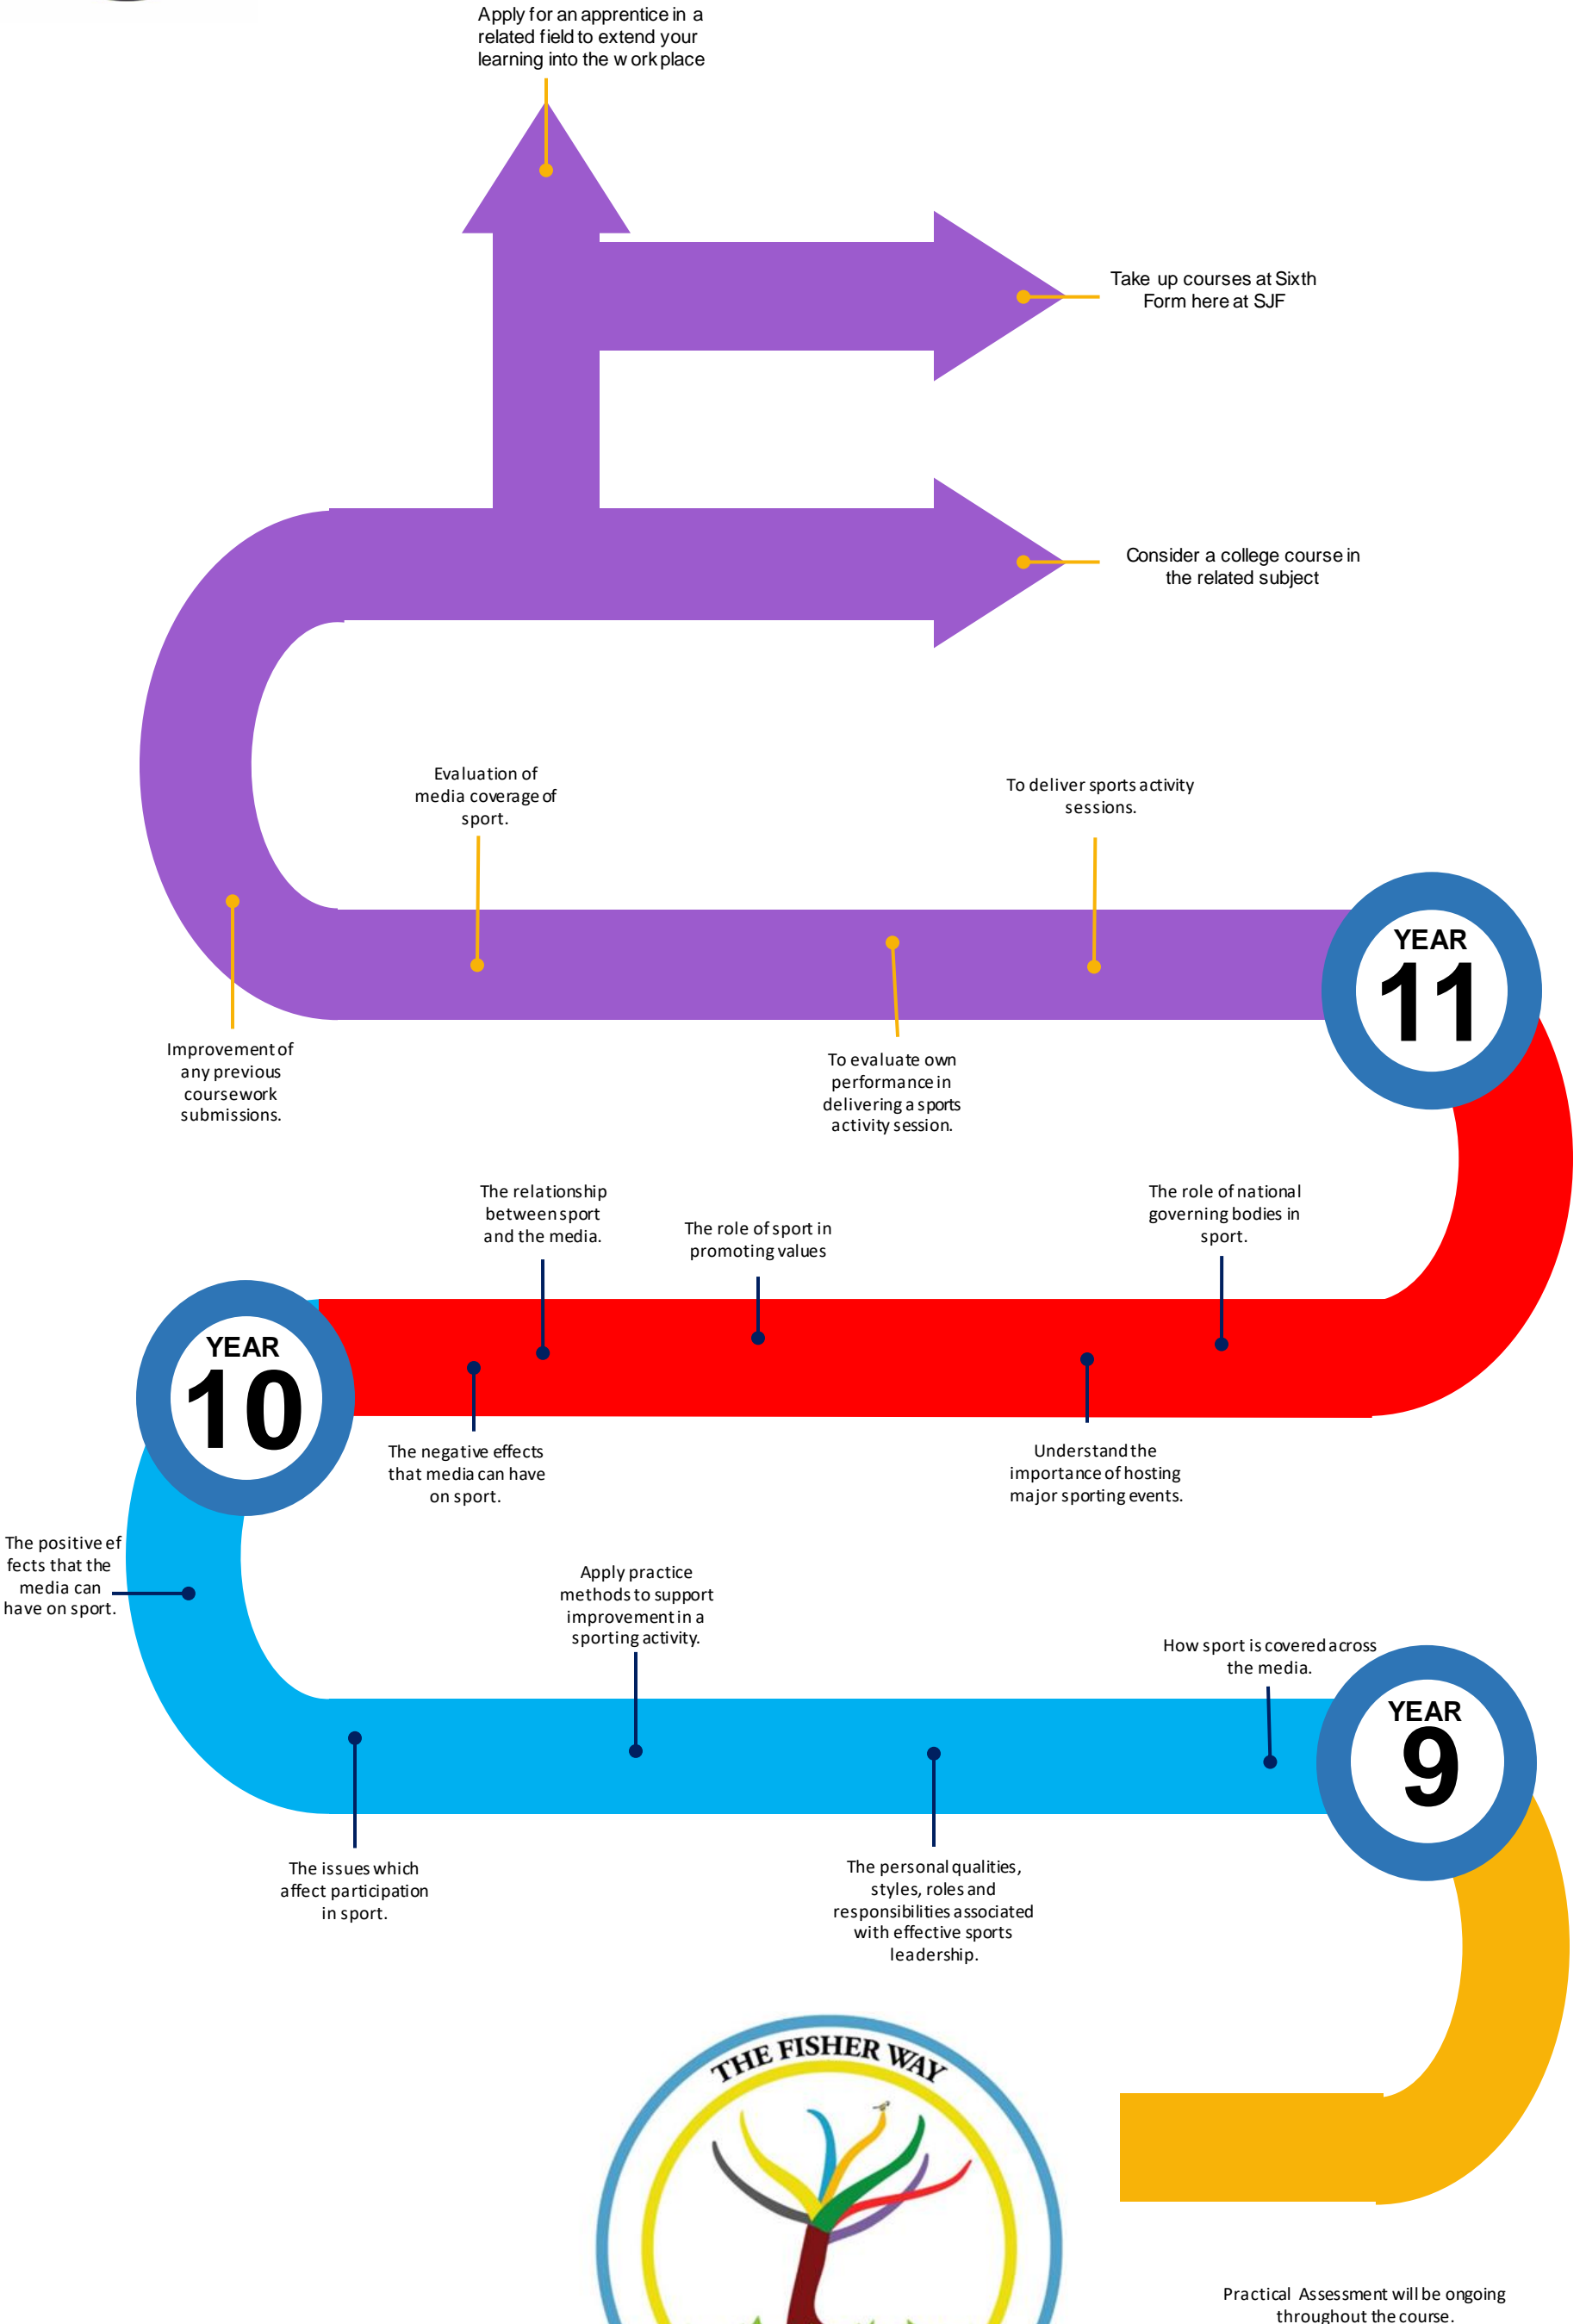 Apply for an apprentice in a
related field to extend your
learning into the workplace
Take up courses at Sixth
Form here at SJF
Consider a college course in
the related subject
Evaluation of
media coverage of
sport.
To deliver sports activity
sessions.
YEAR
11
Improvement of
any previous
coursework
submissions.
To evaluate own
performance in
delivering a sports
activity session.
The relationship
between sport
and the media.
The role of sport in
promoting values
The role of national
governing bodies in
sport.
YEAR
10
The negative effects
that media can have
on sport.
Understand the
importance of hosting
major sporting events.
The positive ef
fects that the
media can
have on sport.
Apply practice
methods to support
improvement in a
sporting activity.
How sport is covered across
the media.
YEAR
9
The issues which
affect participation
in sport.
The personal qualities,
styles, roles and
responsibilities associated
with effective sports
leadership.
THE FISHER WAY
Practical Assessment will be ongoing
throughout the course.